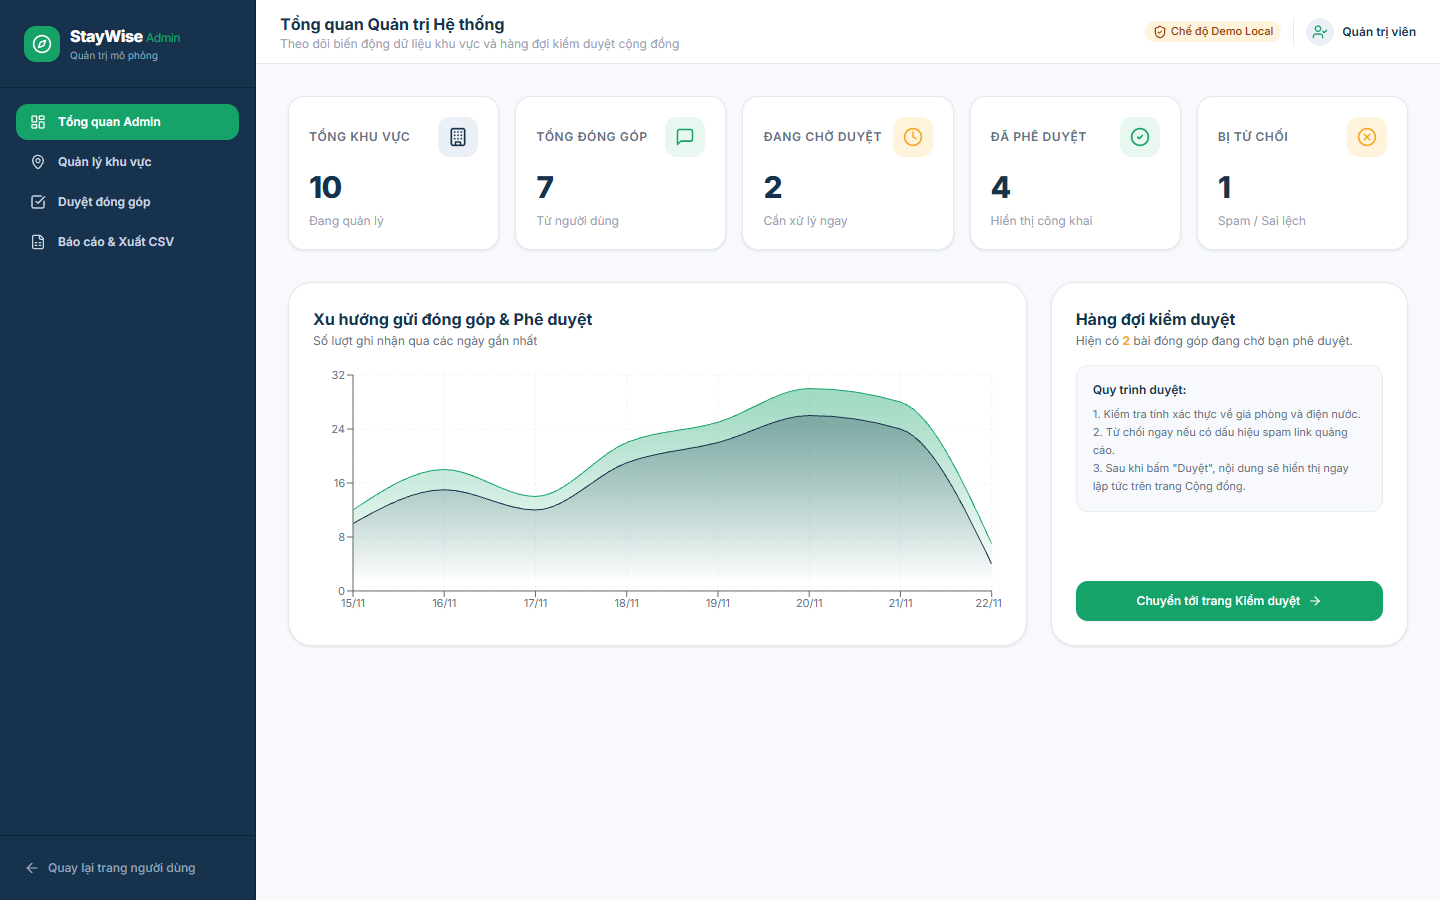 StayWise Admin
Quản trị mô phỏng
Tổng quan Admin
Quản lý khu vực
Duyệt đóng góp
Báo cáo & Xuất CSV
Quay lại trang người dùng
Tổng quan Quản trị Hệ thống
Theo dõi biến động dữ liệu khu vực và hàng đợi kiểm duyệt cộng đồng
Chế độ Demo Local
Quản trị viên
TỔNG KHU VỰC
10
Đang quản lý
TỔNG ĐÓNG GÓP
7
Từ người dùng
ĐANG CHỜ DUYỆT
2
Cần xử lý ngay
ĐÃ PHÊ DUYỆT
4
Hiển thị công khai
BỊ TỪ CHỐI
1
Spam / Sai lệch
Xu hướng gửi đóng góp & Phê duyệt
Số lượt ghi nhận qua các ngày gần nhất
32
24
16
8
0
15/11 16/11 17/11 18/11 19/11 20/11 21/11 22/11
Hàng đợi kiểm duyệt
Hiện có 2 bài đóng góp đang chờ bạn phê duyệt.
Quy trình duyệt:
1. Kiểm tra tính xác thực về giá phòng và điện nước.
2. Từ chối ngay nếu có dấu hiệu spam link quảng
cáo.
3. Sau khi bấm "Duyệt", nội dung sẽ hiển thị ngay
lập tức trên trang Cộng đồng.
Chuyển tới trang Kiểm duyệt